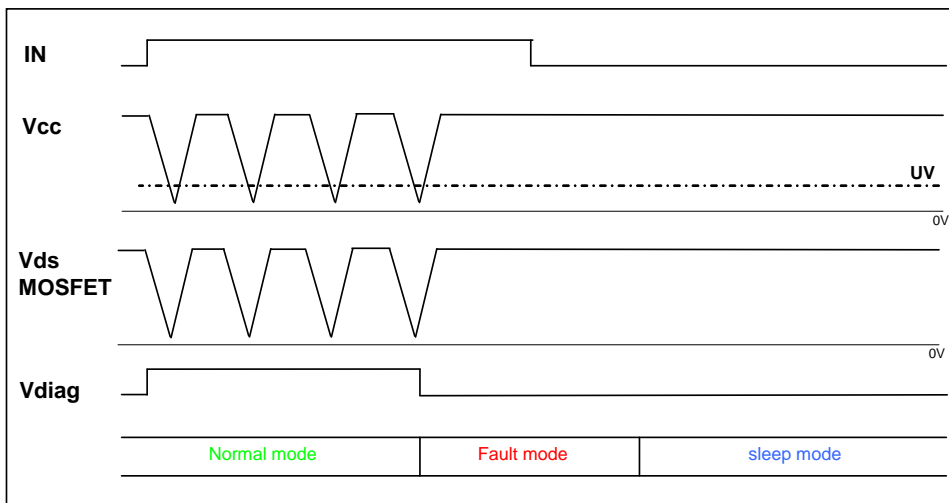 IN
Vcc
UV
0V
Vds
MOSFET
0V
Vdiag
Normal mode
Fault mode
sleep mode